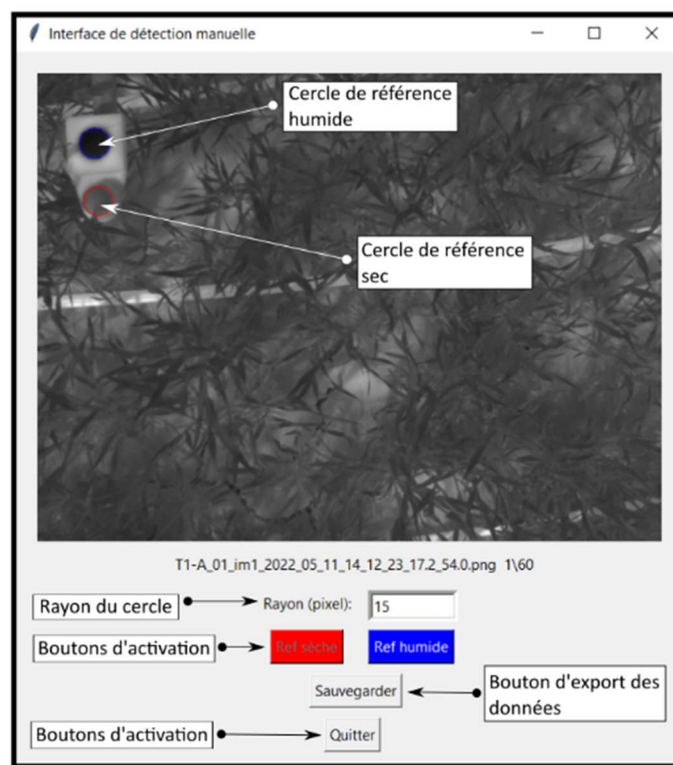 Interface de détection manuelle
Cercle de référence
humide
Cercle de référence
sec
T1-A_01_im1_2022_05_11_14_12_23_17.2_54.0.png 1\60
Rayon du cercle
Rayon (pixel):
15
Boutons d'activation
Ref sèche
Ref humide
Sauvegarder
Bouton d'export des
données
Boutons d'activation
Quitter